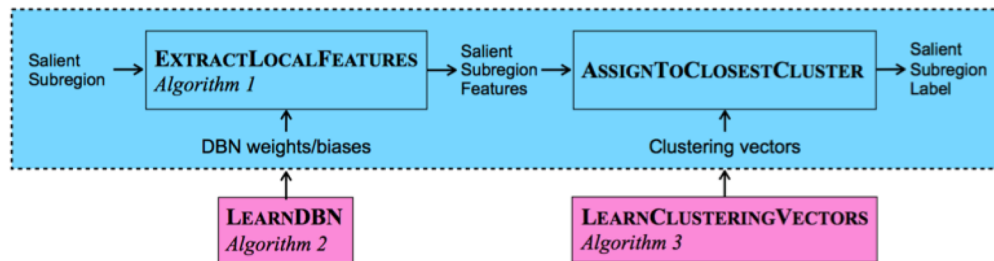 Salient
Subregion
EXTRACTLOCALFEATURES
Algorithm 1
Salient
Subregion
Features
ASSIGNTOCLOSESTCLUSTER
Salient
Subregion
Label
DBN weights/biases
Clustering vectors
LEARNDBN
Algorithm 2
LEARNCLUSTERINGVECTORS
Algorithm 3